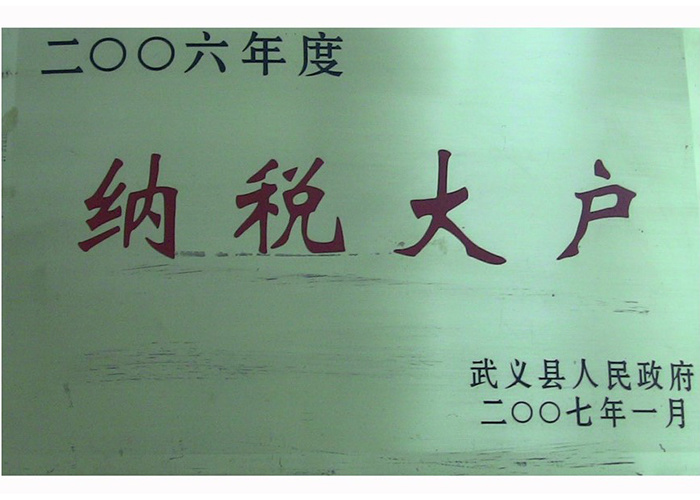 二〇〇六年度
纳税大户
武义县人民政府
二〇〇七年一月